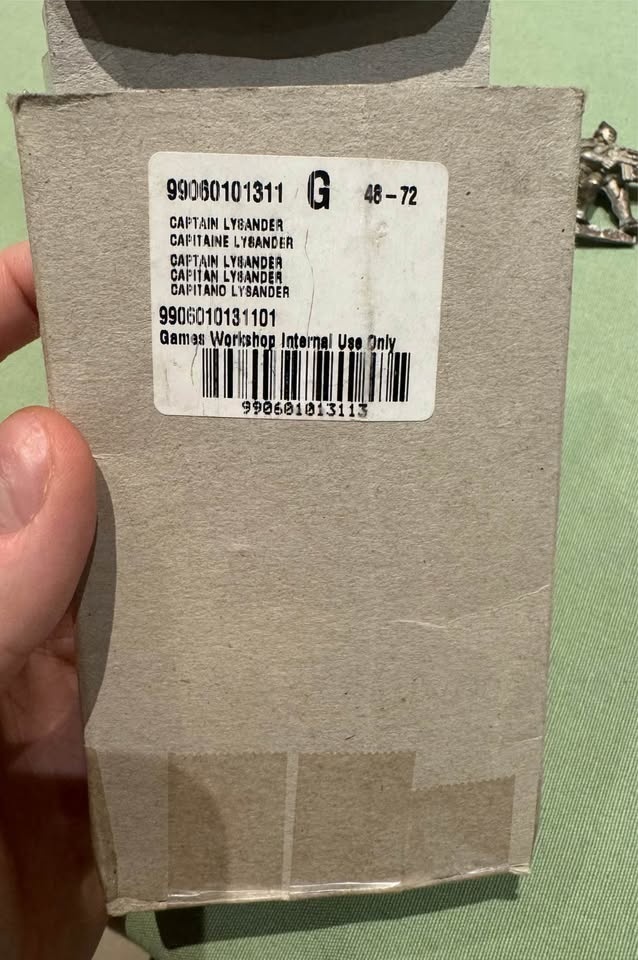 99060101311 G 48-72
CAPTAIN LYSANDER
CAPITAINE LYSANDER
CAPTAIN LYSANDER
CAPITAN LYSANDER
CAPITANO LYSANDER
9906010131101
Games Workshop Internal Use Only
990601013113